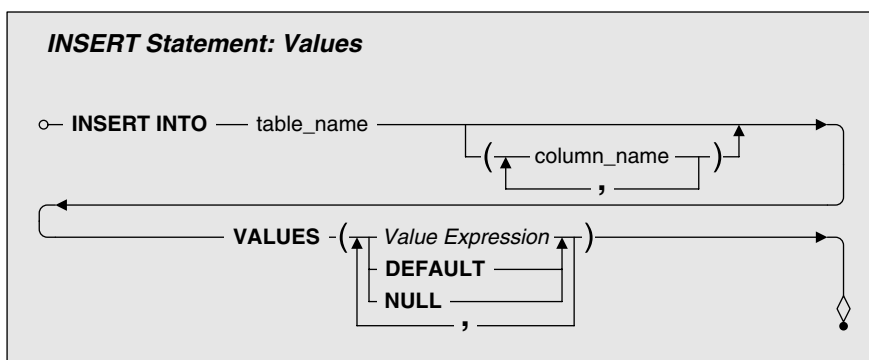 INSERT Statement: Values
INSERT INTO table_name
( column_name )
,
VALUES ( Value Expression )
DEFAULT
NULL
,